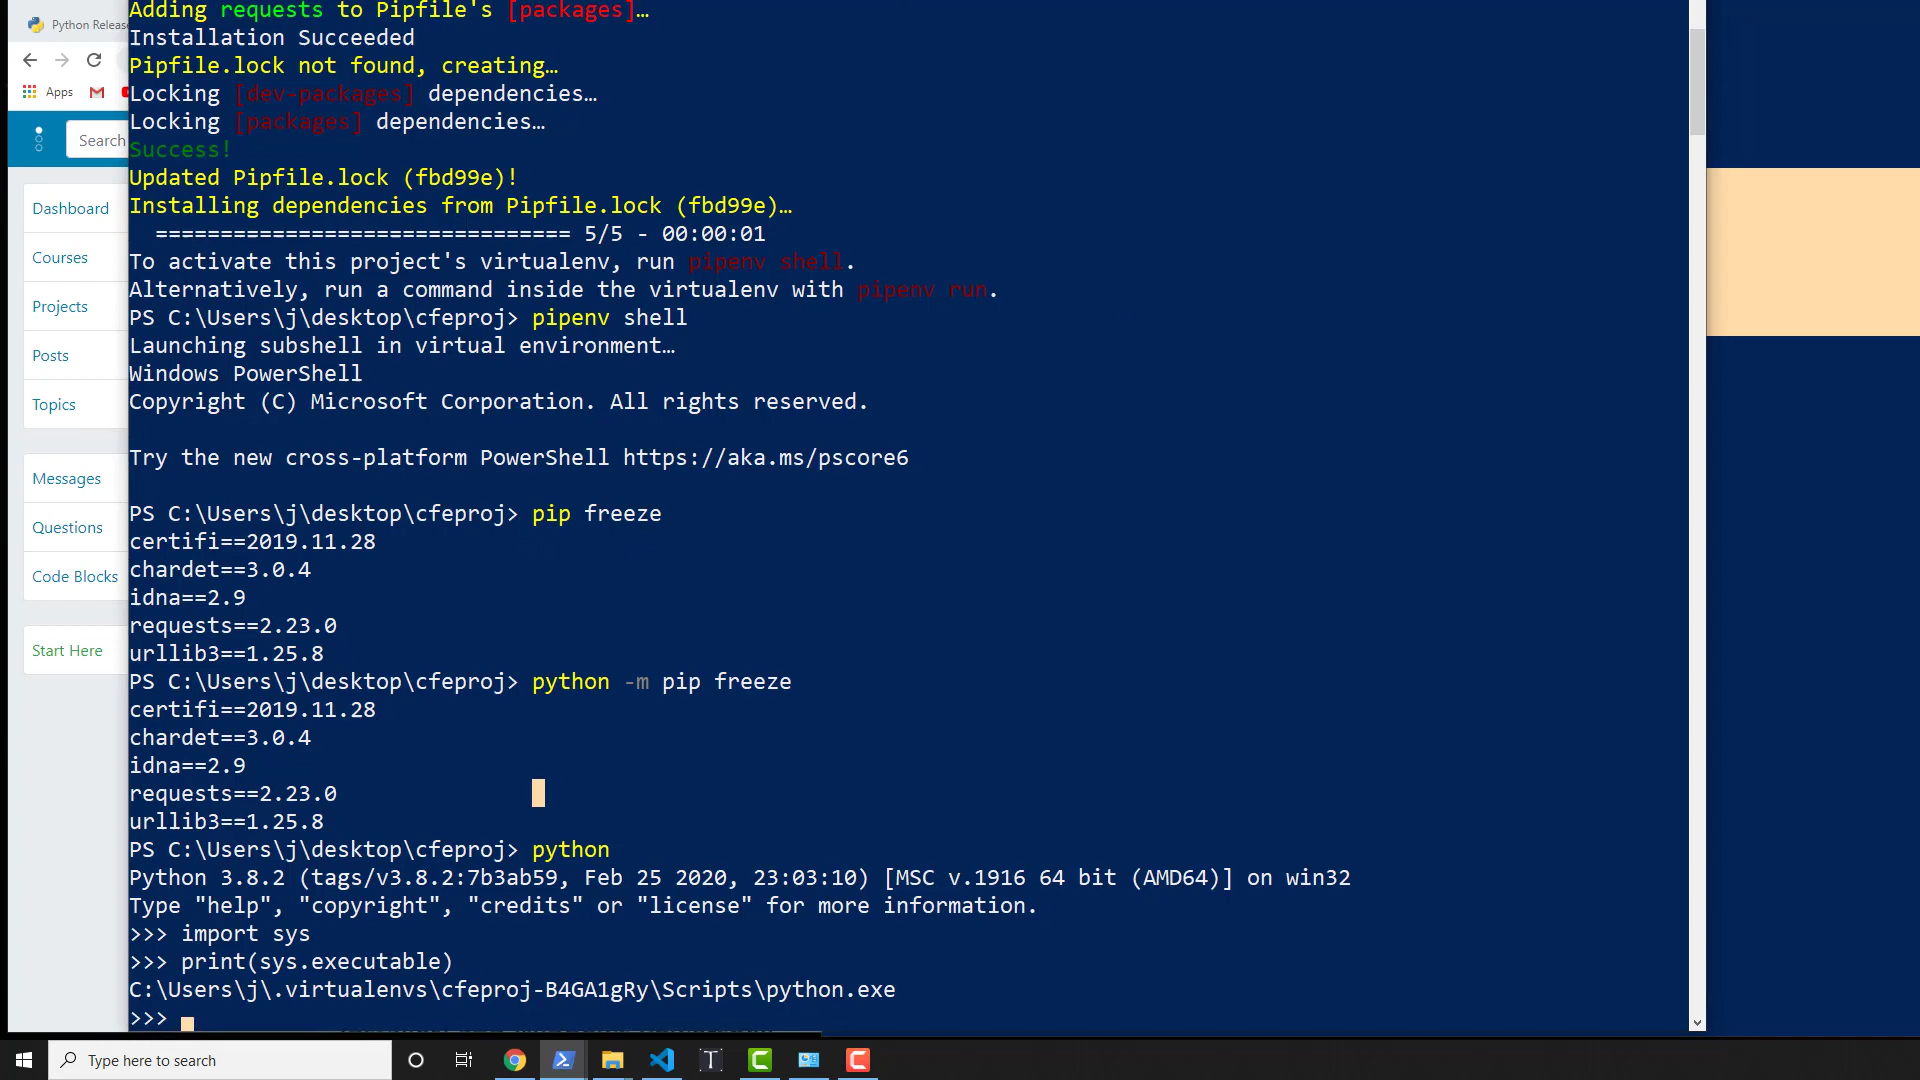 Adding requests to Pipfile's [packages]…
Installation Succeeded
Pipfile.lock not found, creating…
Locking [dev-packages] dependencies…
Locking [packages] dependencies…
Success!
Updated Pipfile.lock (fbd99e)!
Installing dependencies from Pipfile.lock (fbd99e)…
================================ 5/5 - 00:00:01
To activate this project's virtualenv, run pipenv shell.
Alternatively, run a command inside the virtualenv with pipenv run.
PS C:\Users\j\desktop\cfeproj> pipenv shell
Launching subshell in virtual environment…
Windows PowerShell
Copyright (C) Microsoft Corporation. All rights reserved.
Try the new cross-platform PowerShell https://aka.ms/pscore6
PS C:\Users\j\desktop\cfeproj> pip freeze
certifi==2019.11.28
chardet==3.0.4
idna==2.9
requests==2.23.0
urllib3==1.25.8
PS C:\Users\j\desktop\cfeproj> python -m pip freeze
certifi==2019.11.28
chardet==3.0.4
idna==2.9
requests==2.23.0
urllib3==1.25.8
PS C:\Users\j\desktop\cfeproj> python
Python 3.8.2 (tags/v3.8.2:7b3ab59, Feb 25 2020, 23:03:10) [MSC v.1916 64 bit (AMD64)] on win32
Type "help", "copyright", "credits" or "license" for more information.
>>> import sys
>>> print(sys.executable)
C:\Users\j\.virtualenvs\cfeproj-B4GA1gRy\Scripts\python.exe
>>>
Python
Apps
Search
Dashboard
Courses
Projects
Posts
Topics
Messages
Questions
Code Blocks
Start Here
Type here to search